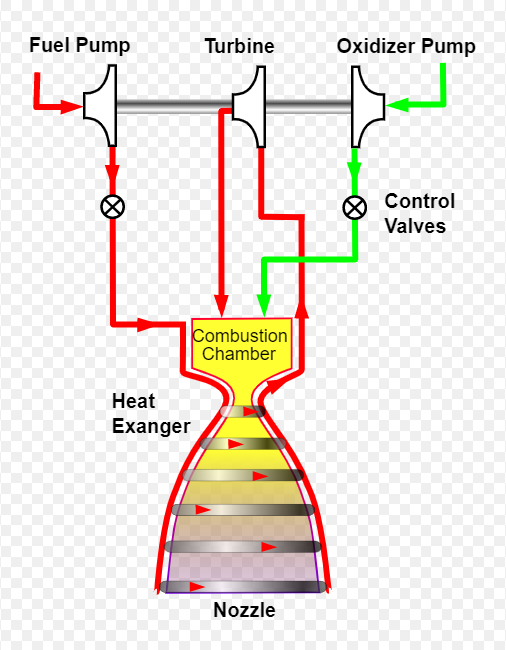 Fuel Pump
Turbine
Oxidizer Pump
Control
Valves
Combustion
Chamber
Heat
Exanger
Nozzle